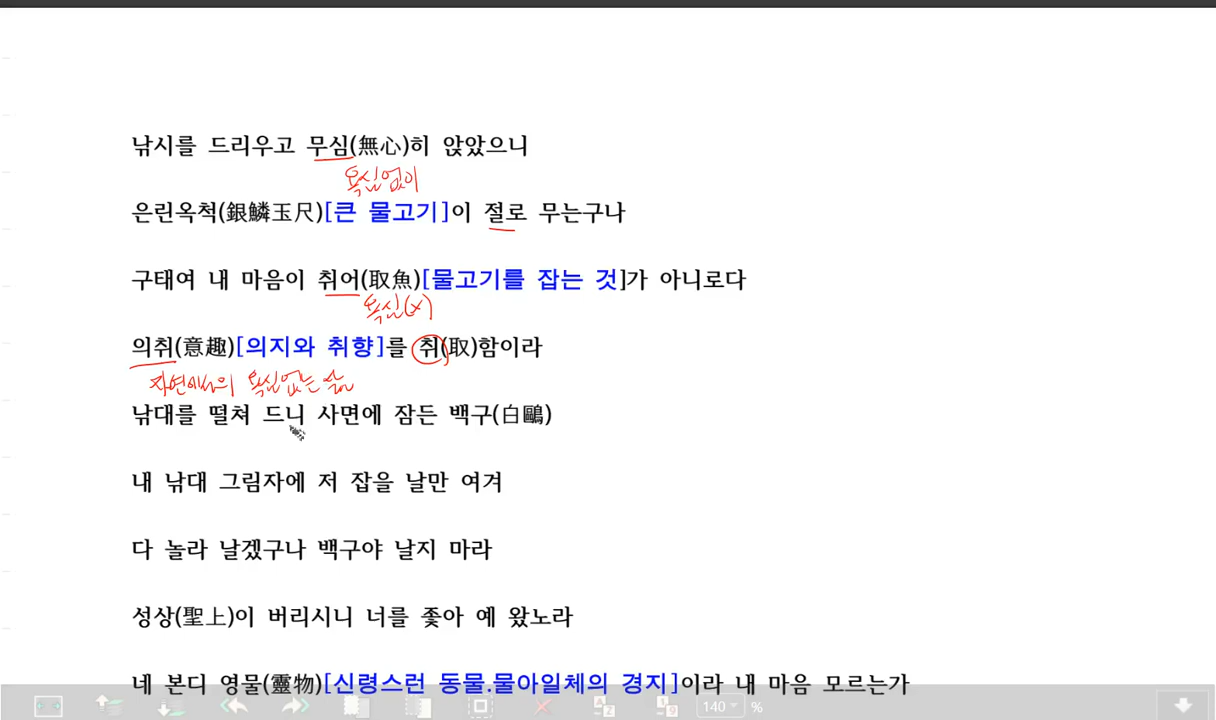 낚시를 드리우고 무심(無心)히 앉았으니
욕심없이
은린옥척(銀鱗玉尺)[큰 물고기]이 절로 무는구나
구태여 내 마음이 취어(取魚)[물고기를 잡는 것]가 아니로다
욕심(x)
의취(意趣)[의지와 취향]를 취(取)함이라
자연에서의 욕심없는 삶
낚대를 떨쳐 드니 사면에 잠든 백구(白鷗)
내 낚대 그림자에 저 잡을 날만 여겨
다 놀라 날겠구나 백구야 날지 마라
성상(聖上)이 버리시니 너를 좇아 예 왔노라
네 본디 영물(靈物)[신령스런 동물.물아일체의 경지]이라 내 마음 모르는가
140 %